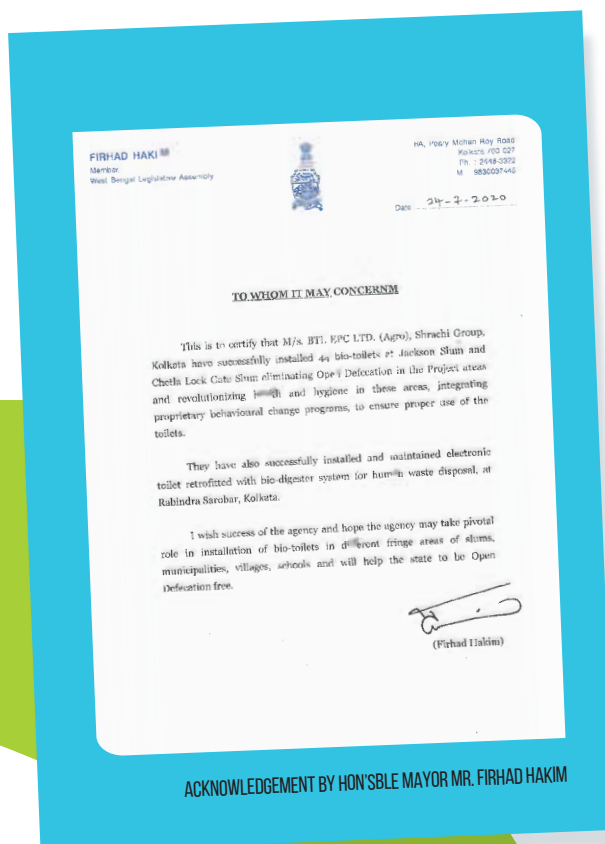 FIRHAD HAKI
Member
West Bengal Legislative Assembly
9A, Peary Mohan Roy Road
Kolkata 700 027
Ph. : 2448-3372
M 9830037445
Date 24-7-2020
TO WHOM IT MAY CONCERNM
This is to certify that M/s. BTL EPC LTD. (Agro), Shrachi Group,
Kolkata have successfully installed 44 bio-toilets at Jackson Slum and
Chetla Lock Gate Slum eliminating Open Defecation in the Project areas
and revolutionizing and hygiene in these areas, integrating
proprietary behavioural change programs, to ensure proper use of the
toilets.
They have also successfully installed and maintained electronic
toilet retrofitted with bio-digester system for human waste disposal, at
Rabindra Sarobar, Kolkata.
I wish success of the agency and hope the agency may take pivotal
role in installation of bio-toilets in different fringe areas of slums,
municipalities, villages, schools and will help the state to be Open
Defecation free.
(Firhad Hakim)
ACKNOWLEDGEMENT BY HON'SBLE MAYOR MR. FIRHAD HAKIM